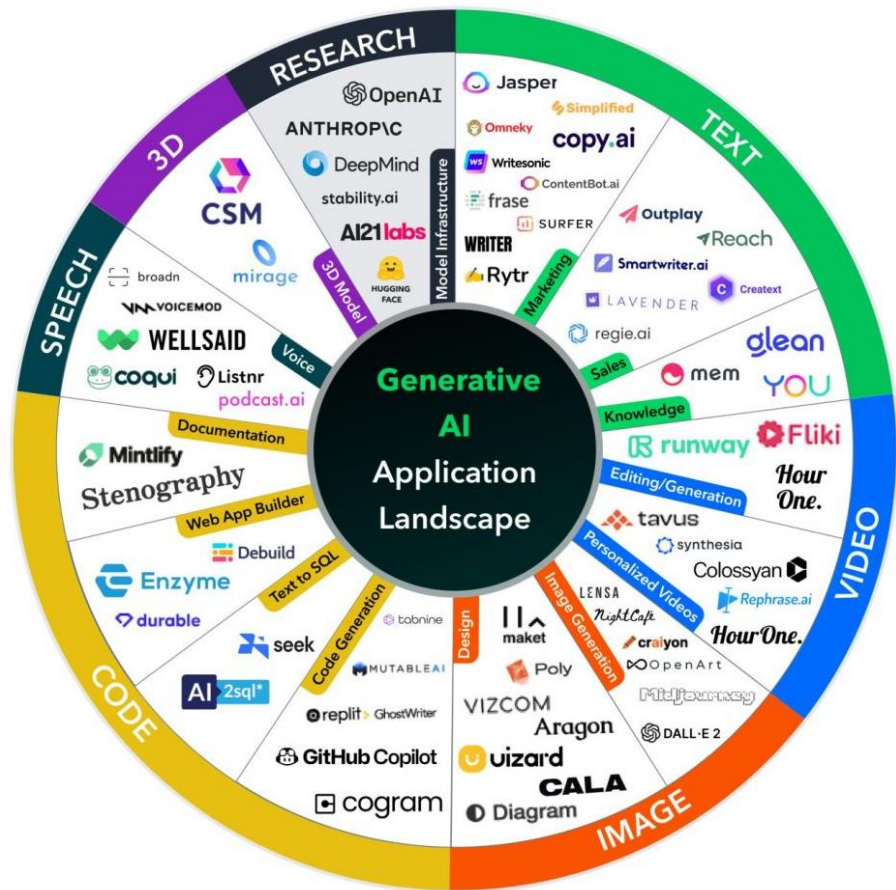 RESEARCH
OpenAI
ANTHROP\C
DeepMind
stability.ai
AI21labs
HUGGING
FACE
Model Infrastructure
TEXT
Jasper
Simplified
Omneky
copy.ai
WS
Writesonic
ContentBot.ai
frase
SURFER
WRITER
Rytr
Marketing
Outplay
Reach
Smartwriter.ai
C
Creatext
LAVENDER
regie.ai
Sales
glean
mem
YOU
Knowledge
VIDEO
runway
Fliki
Hour
One.
Editing/Generation
tavus
synthesia
Colossyan
Rephrase.ai
HourOne.
Personalized Videos
IMAGE
LENSA
NightCafe
craiyon
OpenArt
Midjourney
DALL·E 2
Image Generation
maket
Poly
VIZCOM
Aragon
uizard
CALA
Diagram
Design
CODE
tabnine
MUTABLEAI
replit GhostWriter
GitHub Copilot
cogram
Code Generation
seek
AI 2sql*
Text to SQL
Debuild
Enzyme
durable
Web App Builder
Mintlify
Stenography
Documentation
SPEECH
broadn
VOICEMOD
WELLSAID
coqui
Listnr
podcast.ai
Voice
3D
CSM
mirage
3D Model
Generative
AI
Application
Landscape